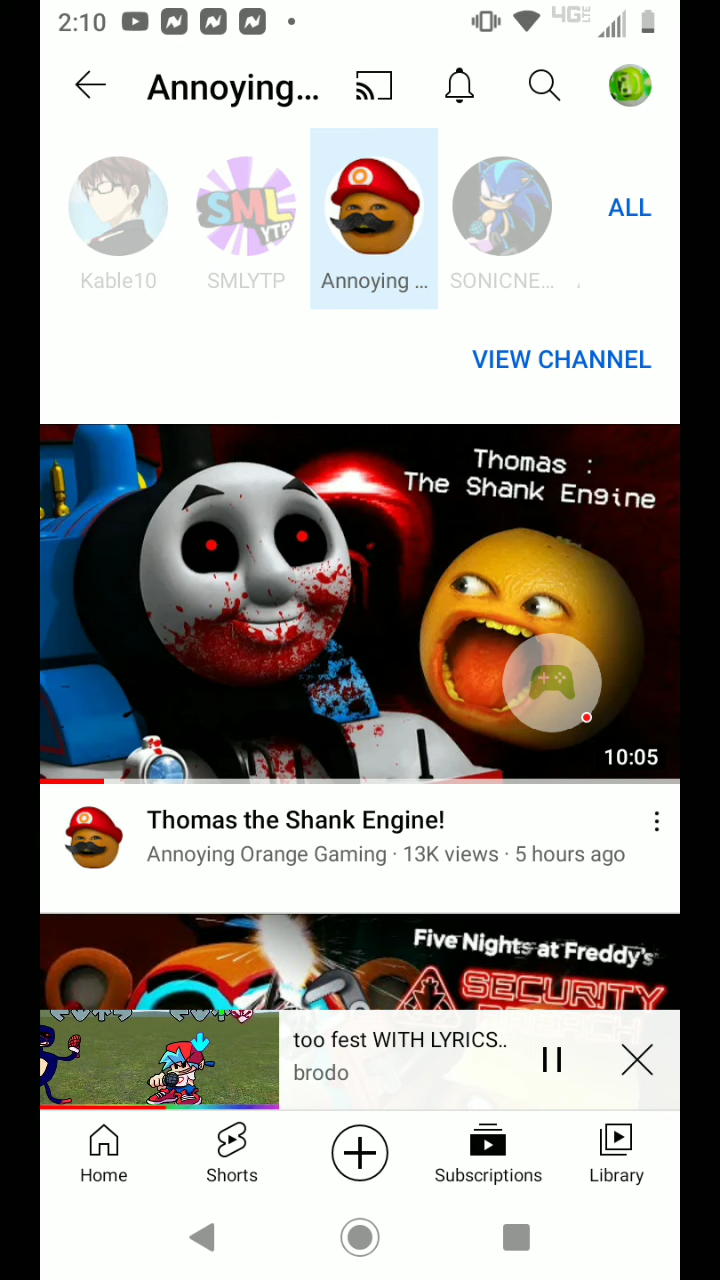 2:10
4G LTE
Annoying...
SML
YTP
Kable10
SMLYTP
Annoying ...
SONICNE...
ALL
VIEW CHANNEL
Thomas :
The Shank Engine
10:05
Thomas the Shank Engine!
Annoying Orange Gaming · 13K views · 5 hours ago
Five Nights at Freddy's
SECURITY
BREACH
too fest WITH LYRICS..
brodo
Home
Shorts
Subscriptions
Library